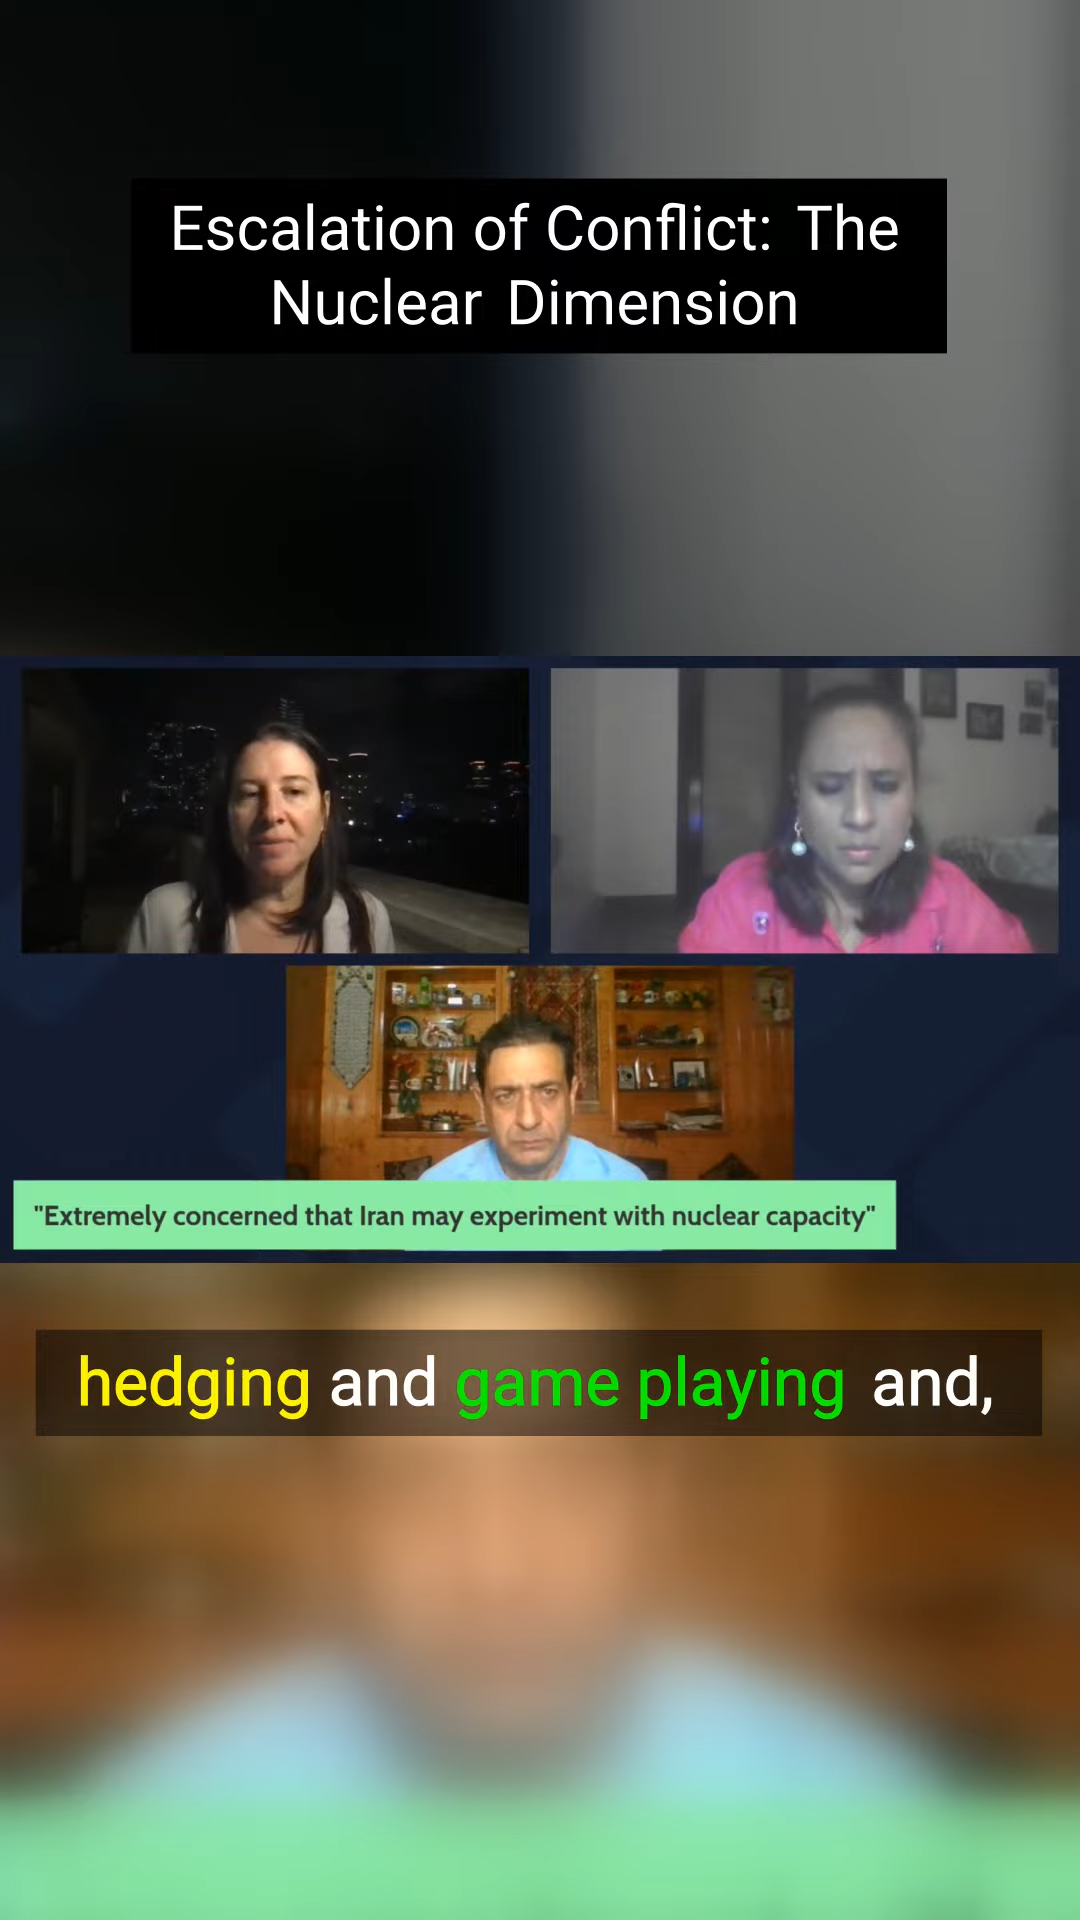 Escalation of Conflict: The
Nuclear Dimension
"Extremely concerned that Iran may experiment with nuclear capacity"
hedging and game playing and,